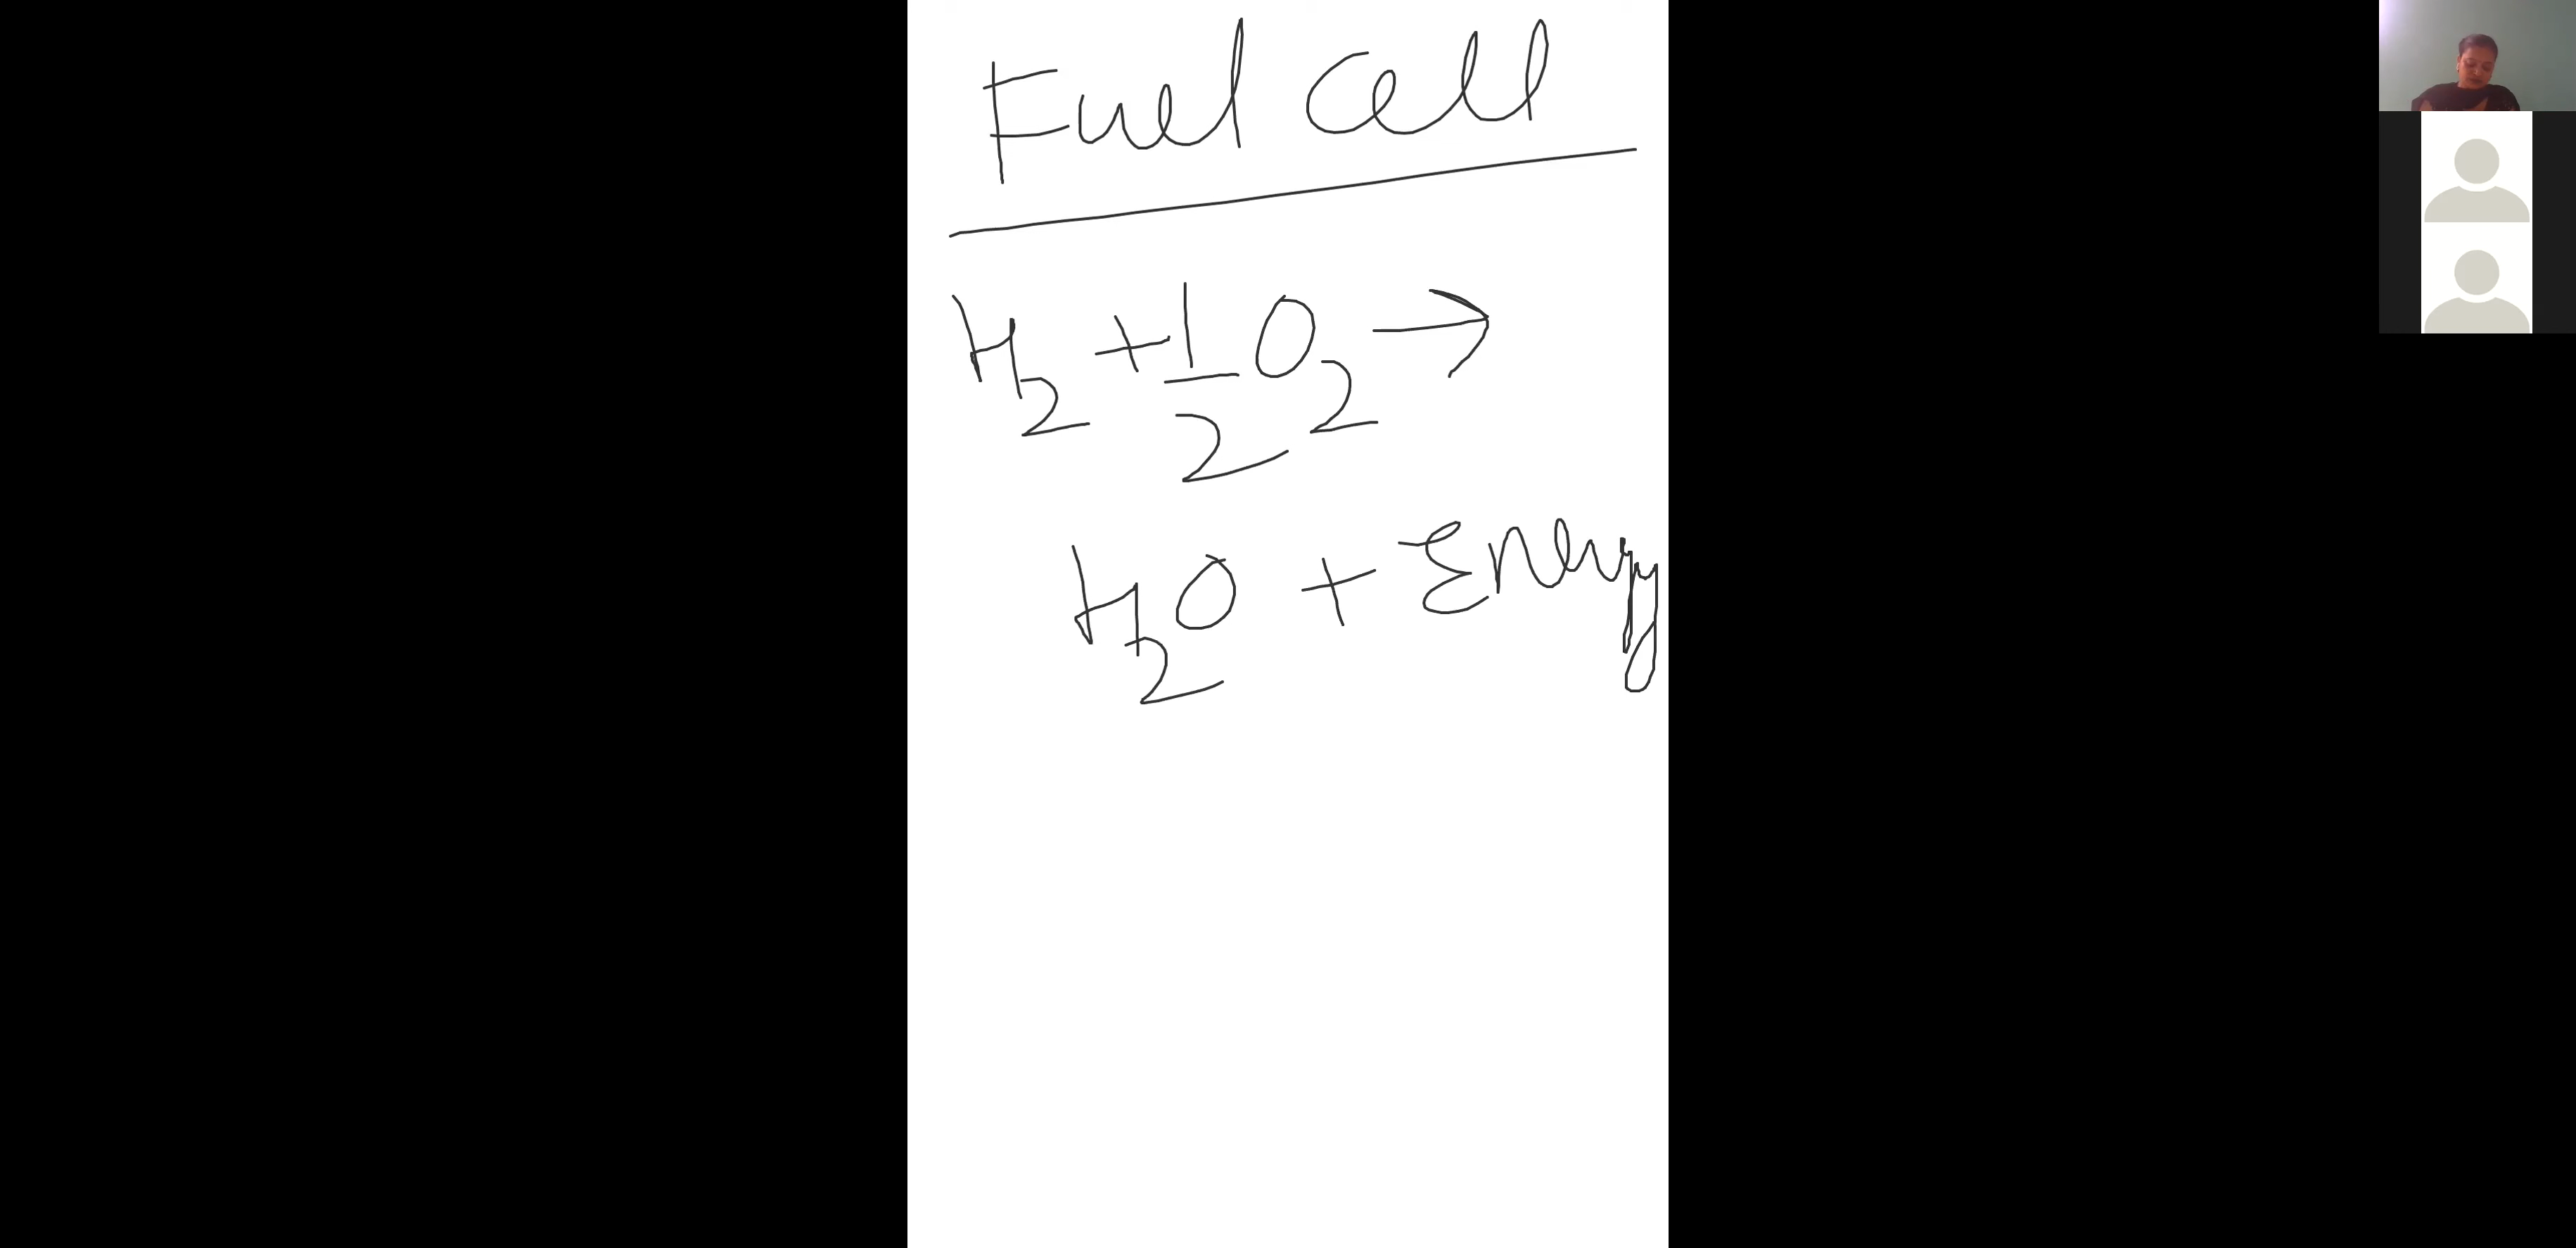 Fuel Cell
H₂ + 1/2 O₂ →
H₂O + Energy